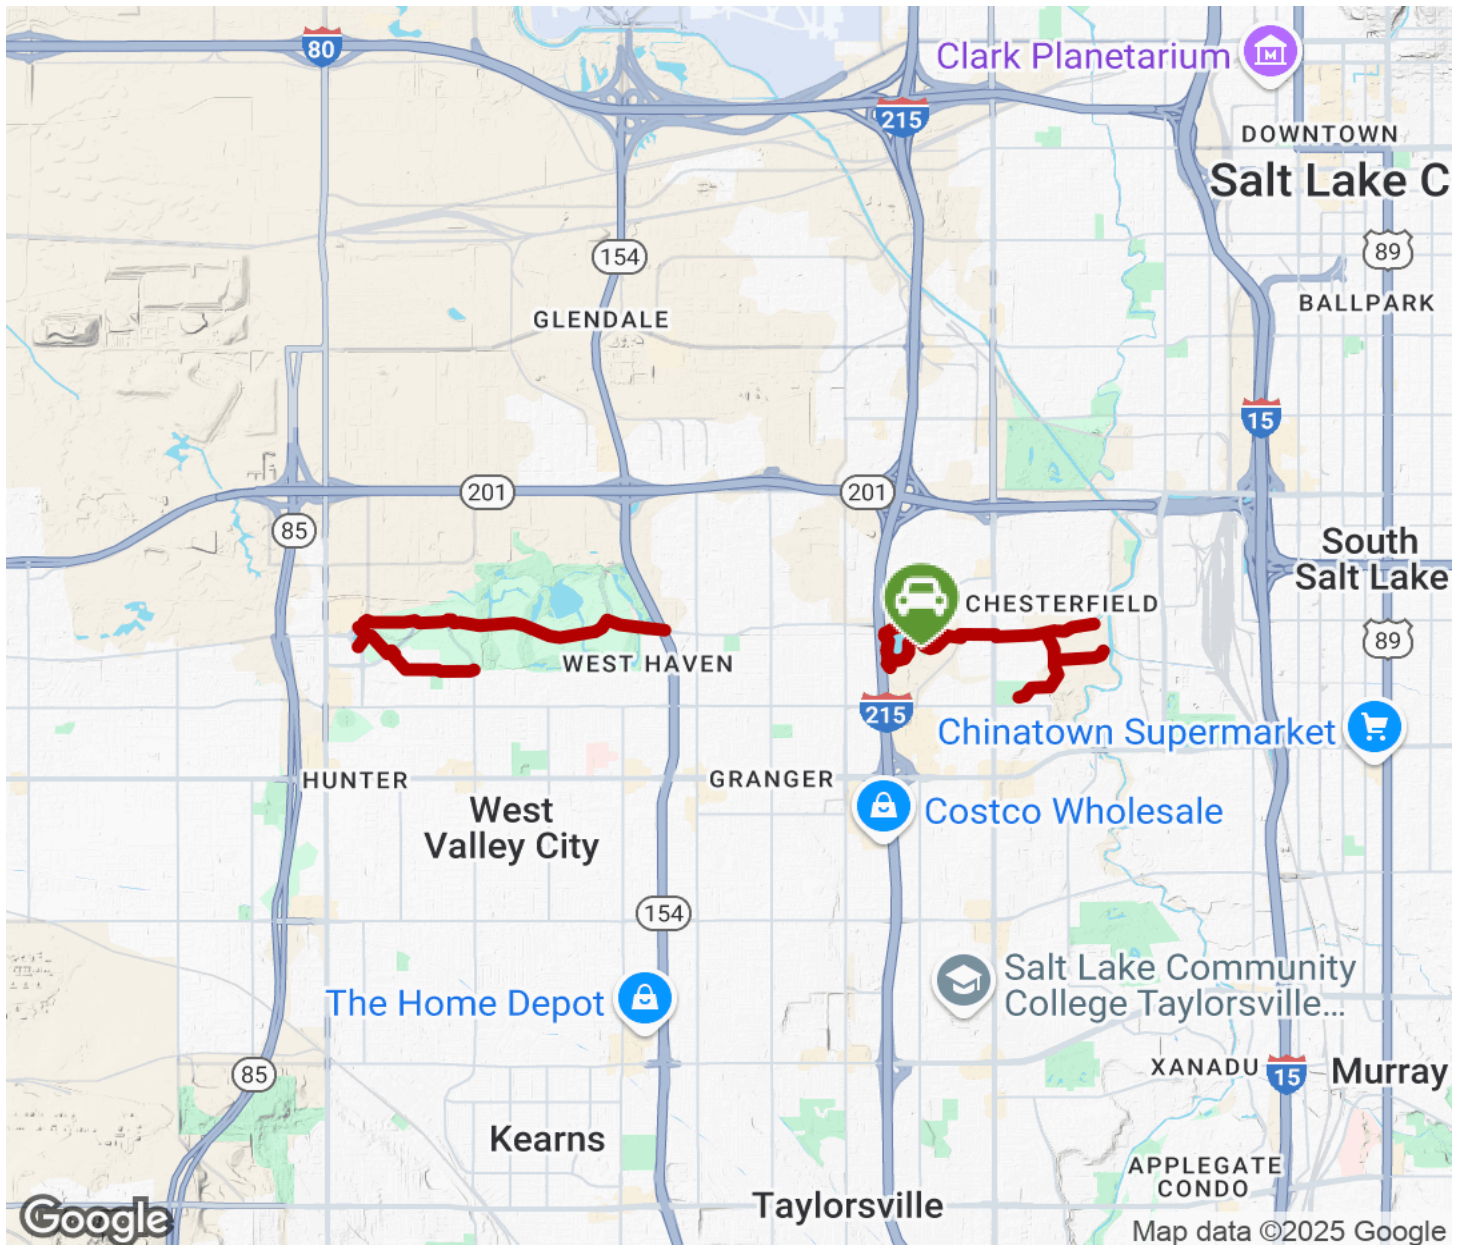 80
Clark Planetarium
M
215
DOWNTOWN
Salt Lake C
154
89
GLENDALE
BALLPARK
15
201
201
85
South
Salt Lake
CHESTERFIELD
89
WEST HAVEN
215
Chinatown Supermarket
HUNTER
GRANGER
West
Valley City
Costco Wholesale
154
Salt Lake Community
College Taylorsville...
The Home Depot
XANADU
15
Murray
85
Kearns
APPLEGATE
CONDO
Taylorsville
Google
Map data ©2025 Google